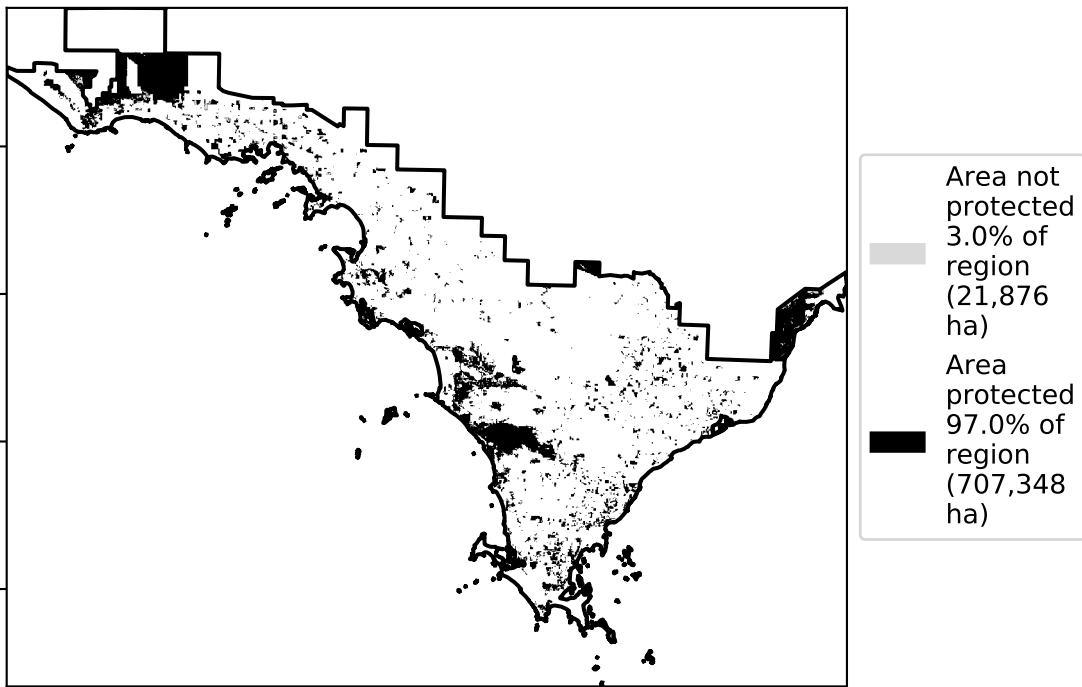 Area not
protected
3.0% of
region
(21,876
ha)
Area
protected
97.0% of
region
(707,348
ha)